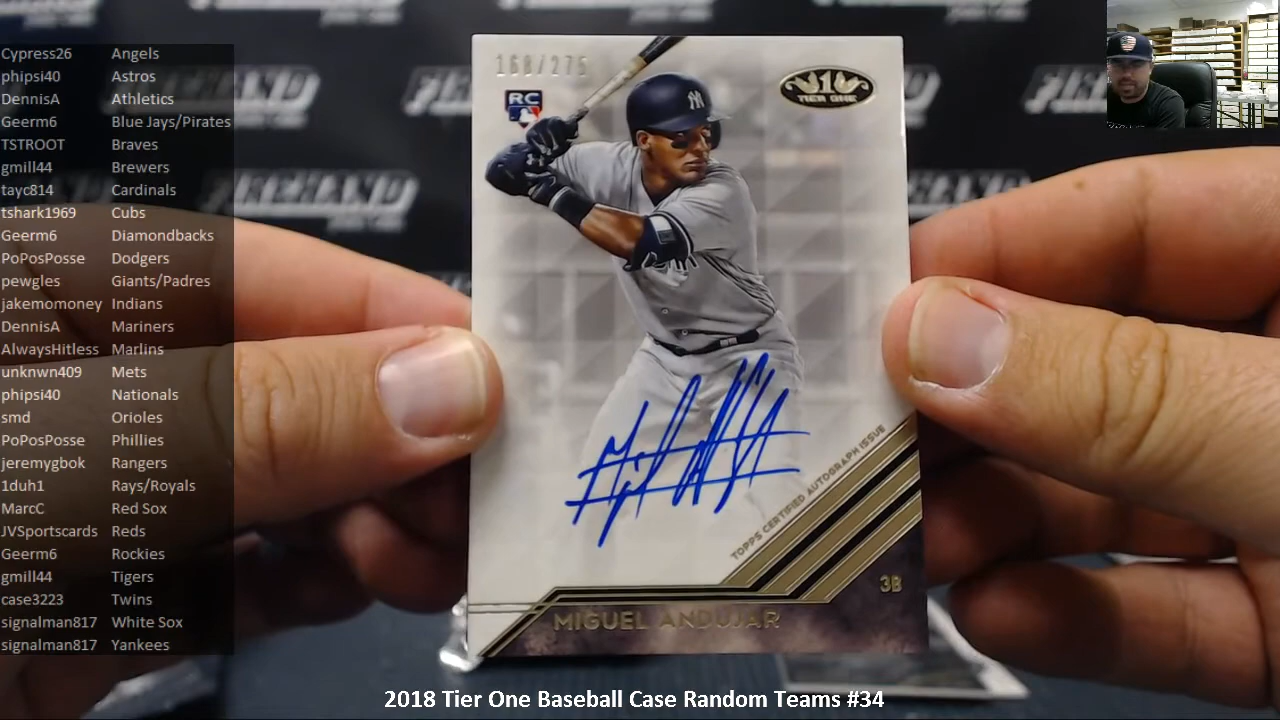 Cypress26 Angels
phipsi40 Astros
DennisA Athletics
Geerm6 Blue Jays/Pirates
TSTROOT Braves
gmill44 Brewers
tayc814 Cardinals
tshark1969 Cubs
Geerm6 Diamondbacks
PoPosPosse Dodgers
pewgles Giants/Padres
jakemomoney Indians
DennisA Mariners
AlwaysHitless Marlins
unknwn409 Mets
phipsi40 Nationals
smd Orioles
PoPosPosse Phillies
jeremygbok Rangers
1duh1 Rays/Royals
MarcC Red Sox
JVSportscards Reds
Geerm6 Rockies
gmill44 Tigers
case3223 Twins
signalman817 White Sox
signalman817 Yankees
FIREHAND
/275
RC
1
TIER ONE
NY
TOPPS CERTIFIED AUTOGRAPH ISSUE
3B
MIGUEL ANDUJAR
2018 Tier One Baseball Case Random Teams #34